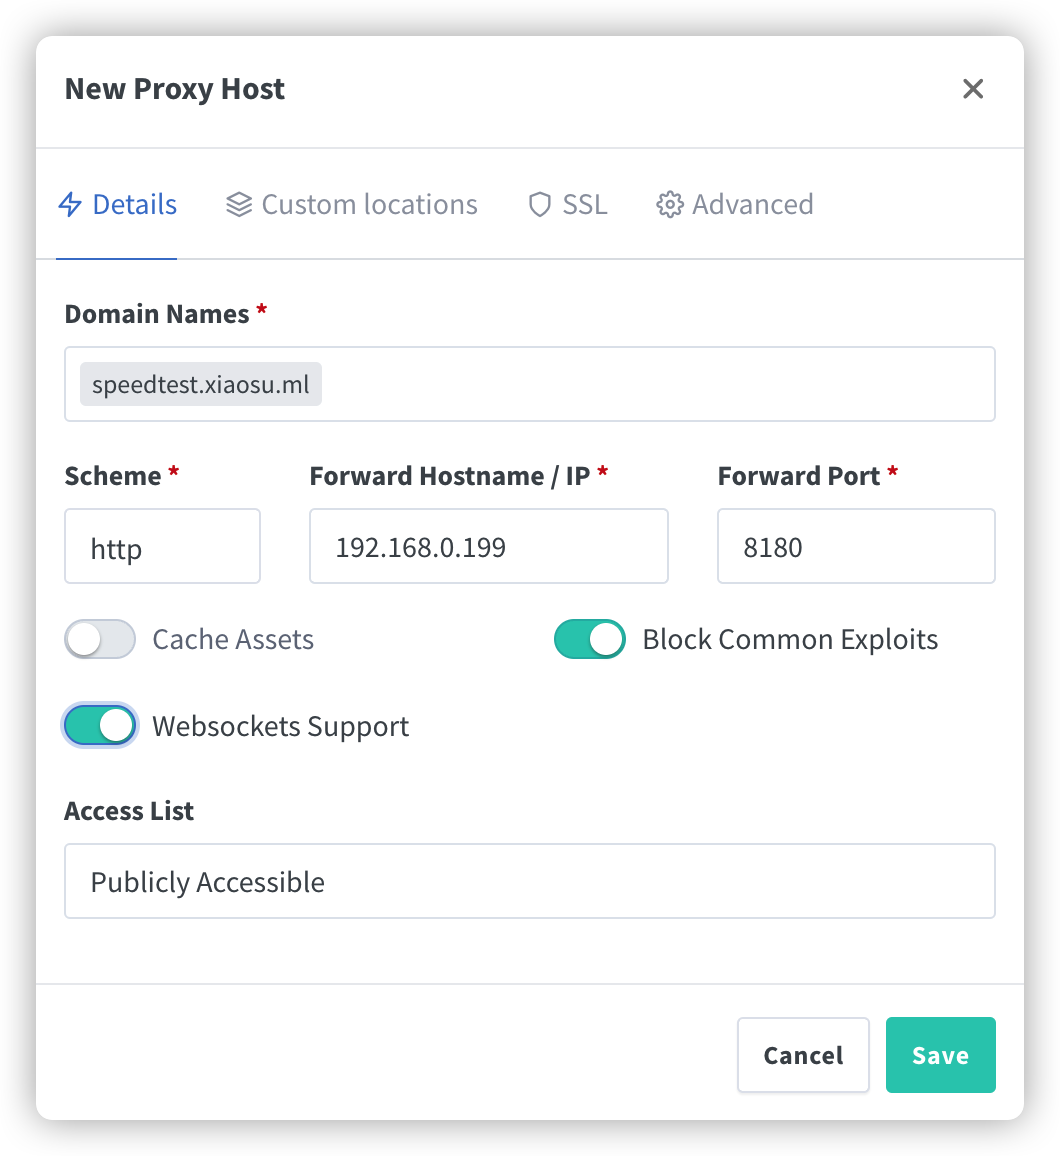 New Proxy Host
Details Custom locations SSL Advanced
Domain Names *
speedtest.xiaosu.ml
Scheme * Forward Hostname / IP * Forward Port *
http 192.168.0.199 8180
Cache Assets Block Common Exploits
Websockets Support
Access List
Publicly Accessible
Cancel Save